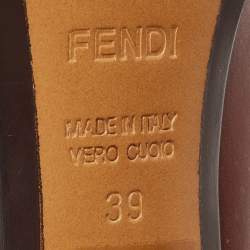 FENDI
MADE IN ITALY
VERO CUOIO
39